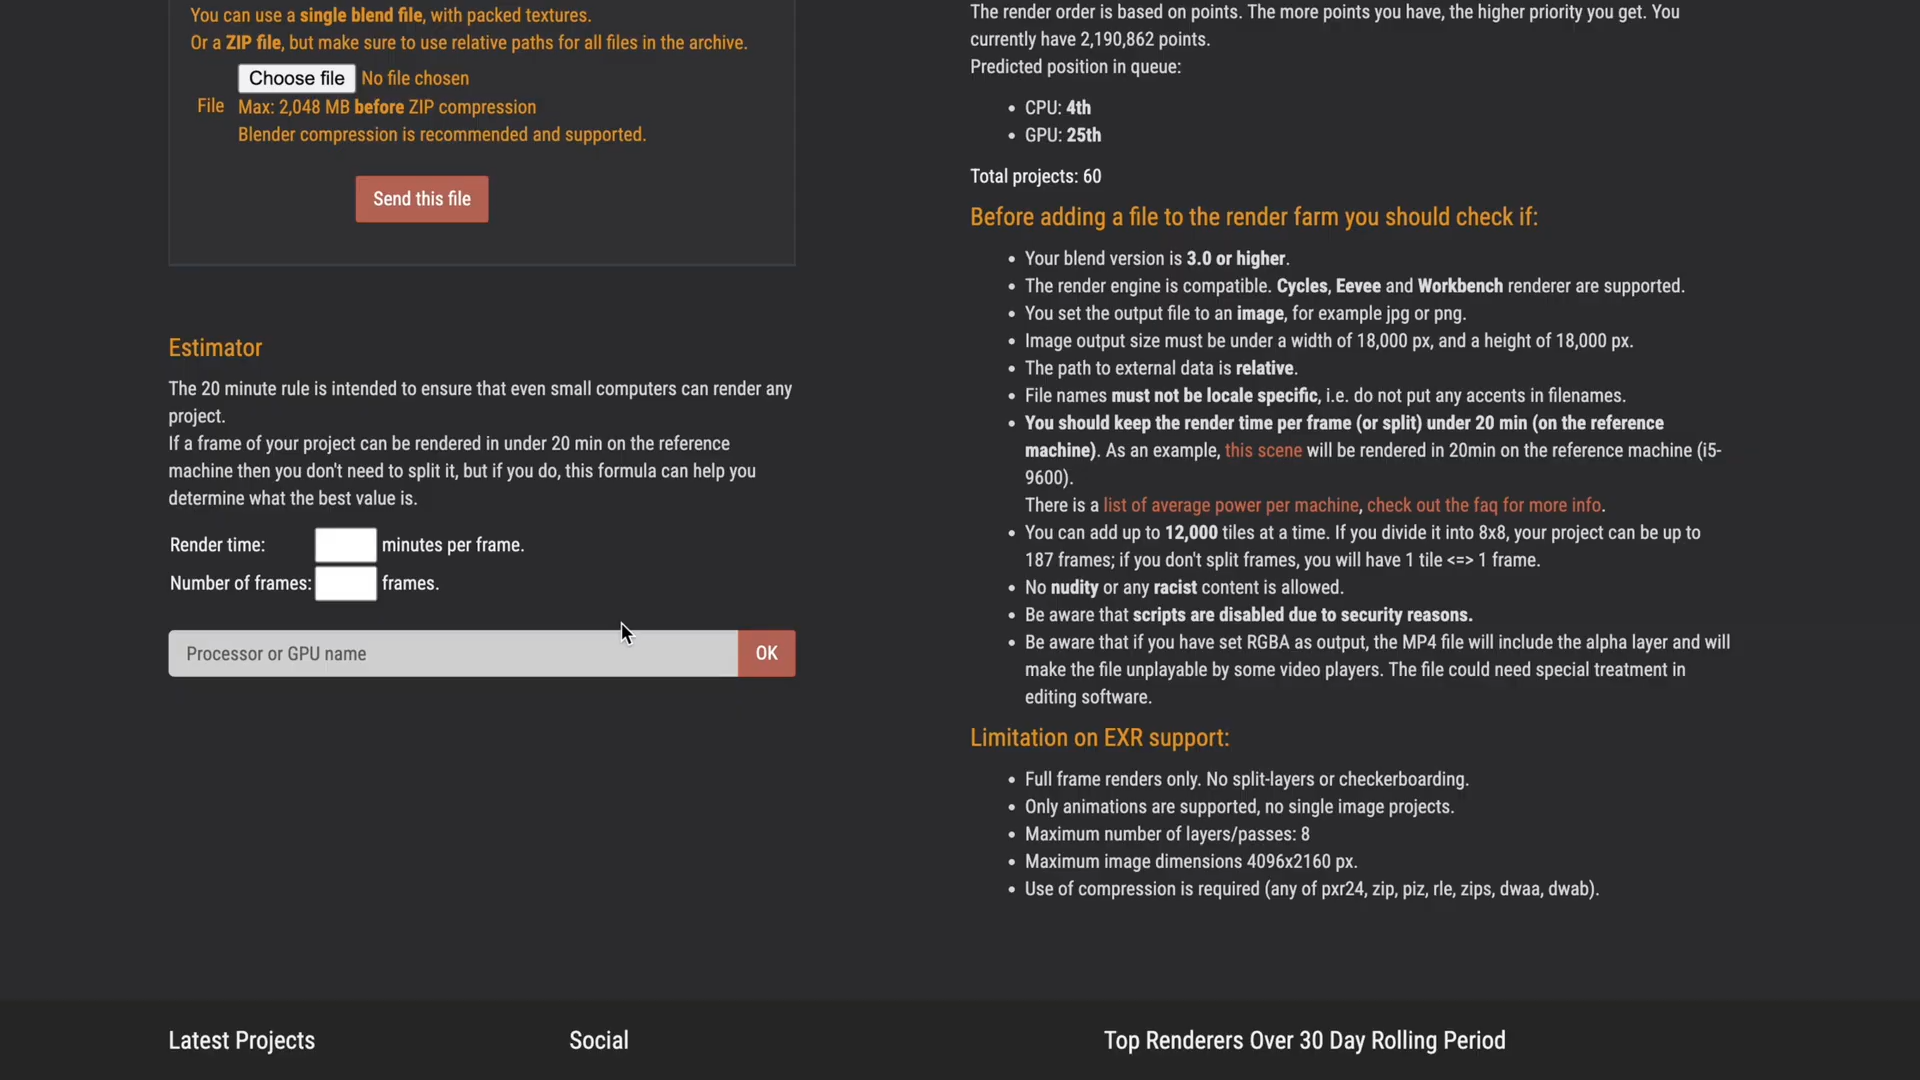 You can use a single blend file, with packed textures.
Or a ZIP file, but make sure to use relative paths for all files in the archive.
Choose file No file chosen
File Max: 2,048 MB before ZIP compression
Blender compression is recommended and supported.
Send this file
Estimator
The 20 minute rule is intended to ensure that even small computers can render any
project.
If a frame of your project can be rendered in under 20 min on the reference
machine then you don't need to split it, but if you do, this formula can help you
determine what the best value is.
Render time: minutes per frame.
Number of frames: frames.
Processor or GPU name OK
The render order is based on points. The more points you have, the higher priority you get. You
currently have 2,190,862 points.
Predicted position in queue:
• CPU: 4th
• GPU: 25th
Total projects: 60
Before adding a file to the render farm you should check if:
• Your blend version is 3.0 or higher.
• The render engine is compatible. Cycles, Eevee and Workbench renderer are supported.
• You set the output file to an image, for example jpg or png.
• Image output size must be under a width of 18,000 px, and a height of 18,000 px.
• The path to external data is relative.
• File names must not be locale specific, i.e. do not put any accents in filenames.
• You should keep the render time per frame (or split) under 20 min (on the reference
machine). As an example, this scene will be rendered in 20min on the reference machine (i5-
9600).
There is a list of average power per machine, check out the faq for more info.
• You can add up to 12,000 tiles at a time. If you divide it into 8x8, your project can be up to
187 frames; if you don't split frames, you will have 1 tile <=> 1 frame.
• No nudity or any racist content is allowed.
• Be aware that scripts are disabled due to security reasons.
• Be aware that if you have set RGBA as output, the MP4 file will include the alpha layer and will
make the file unplayable by some video players. The file could need special treatment in
editing software.
Limitation on EXR support:
• Full frame renders only. No split-layers or checkerboarding.
• Only animations are supported, no single image projects.
• Maximum number of layers/passes: 8
• Maximum image dimensions 4096x2160 px.
• Use of compression is required (any of pxr24, zip, piz, rle, zips, dwaa, dwab).
Latest Projects
Social
Top Renderers Over 30 Day Rolling Period